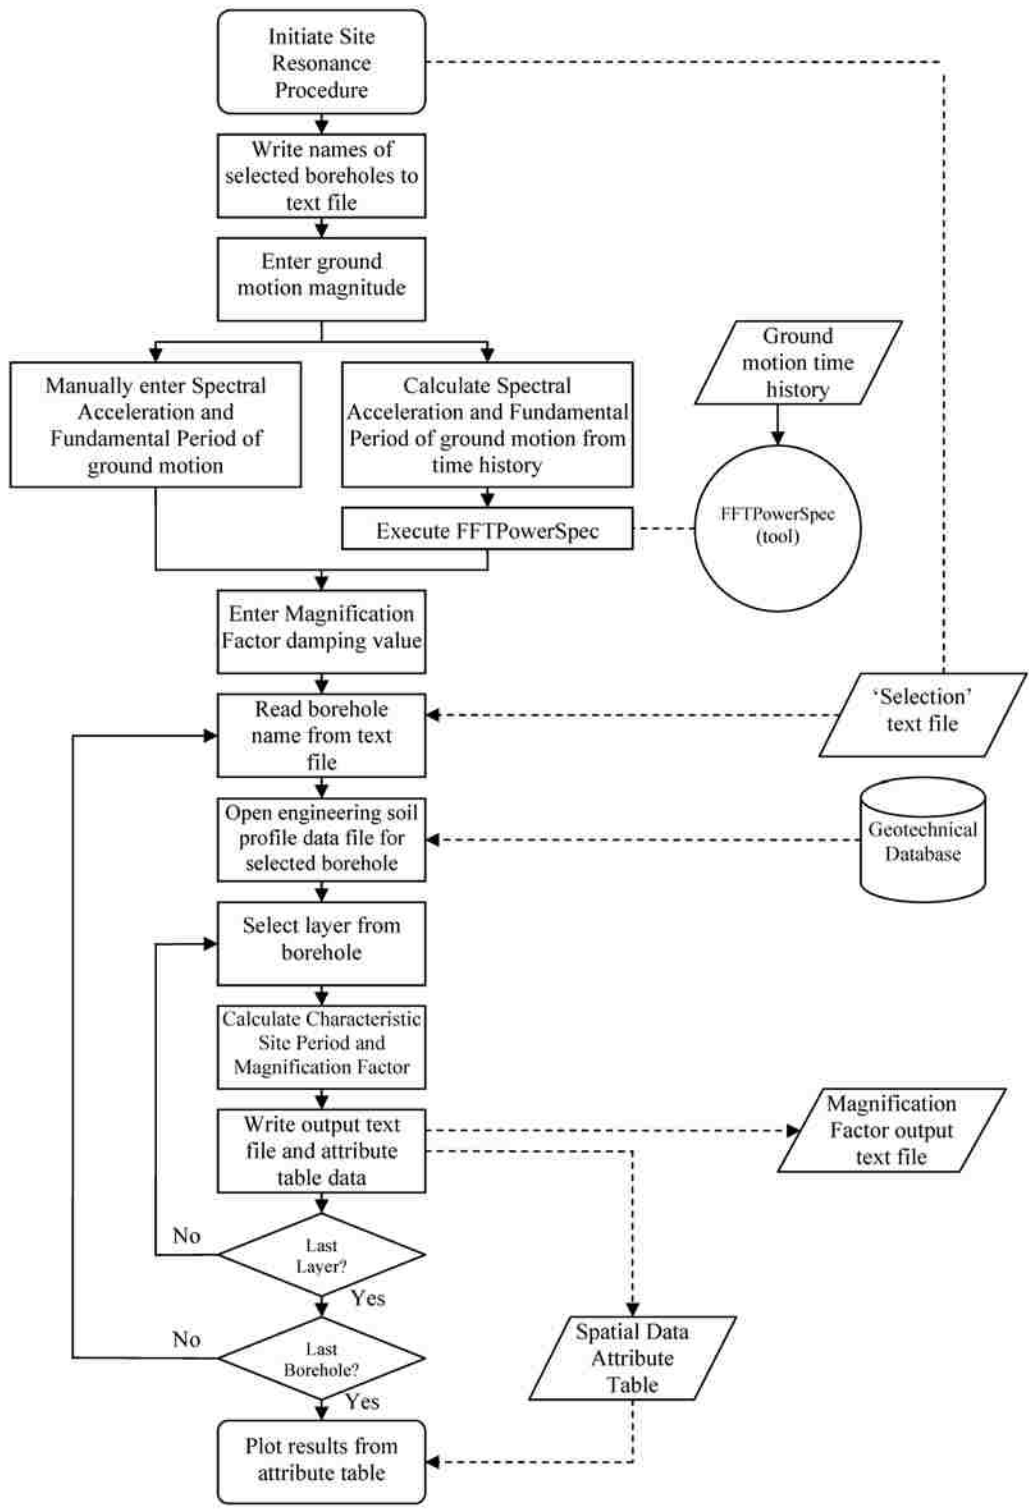 Initiate Site
Resonance
Procedure
Write names of
selected boreholes to
text file
Enter ground
motion magnitude
Ground
motion time
history
Manually enter Spectral
Acceleration and
Fundamental Period of
ground motion
Calculate Spectral
Acceleration and Fundamental
Period of ground motion from
time history
Execute FFTPowerSpec
FFTPowerSpec
(tool)
Enter Magnification
Factor damping value
Read borehole
name from text
file
‘Selection’
text file
Open engineering soil
profile data file for
selected borehole
Geotechnical
Database
Select layer from
borehole
Calculate Characteristic
Site Period and
Magnification Factor
Write output text
file and attribute
table data
Magnification
Factor output
text file
No
Last
Layer?
Yes
No
Last
Borehole?
Yes
Spatial Data
Attribute
Table
Plot results from
attribute table